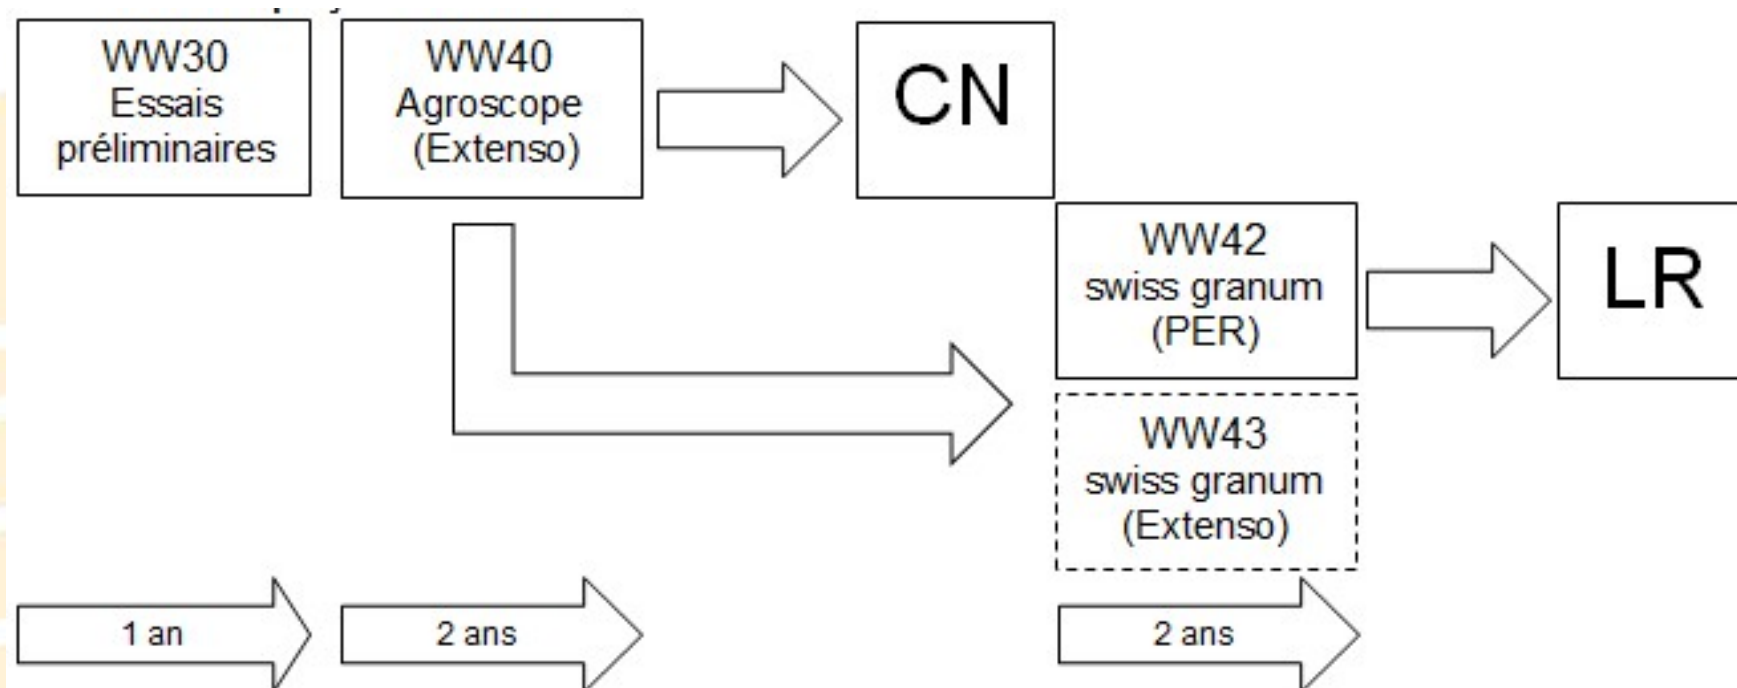 WW30
Essais
préliminaires
WW40
Agroscope
(Extenso)
CN
WW42
swiss granum
(PER)
LR
WW43
swiss granum
(Extenso)
1 an
2 ans
2 ans